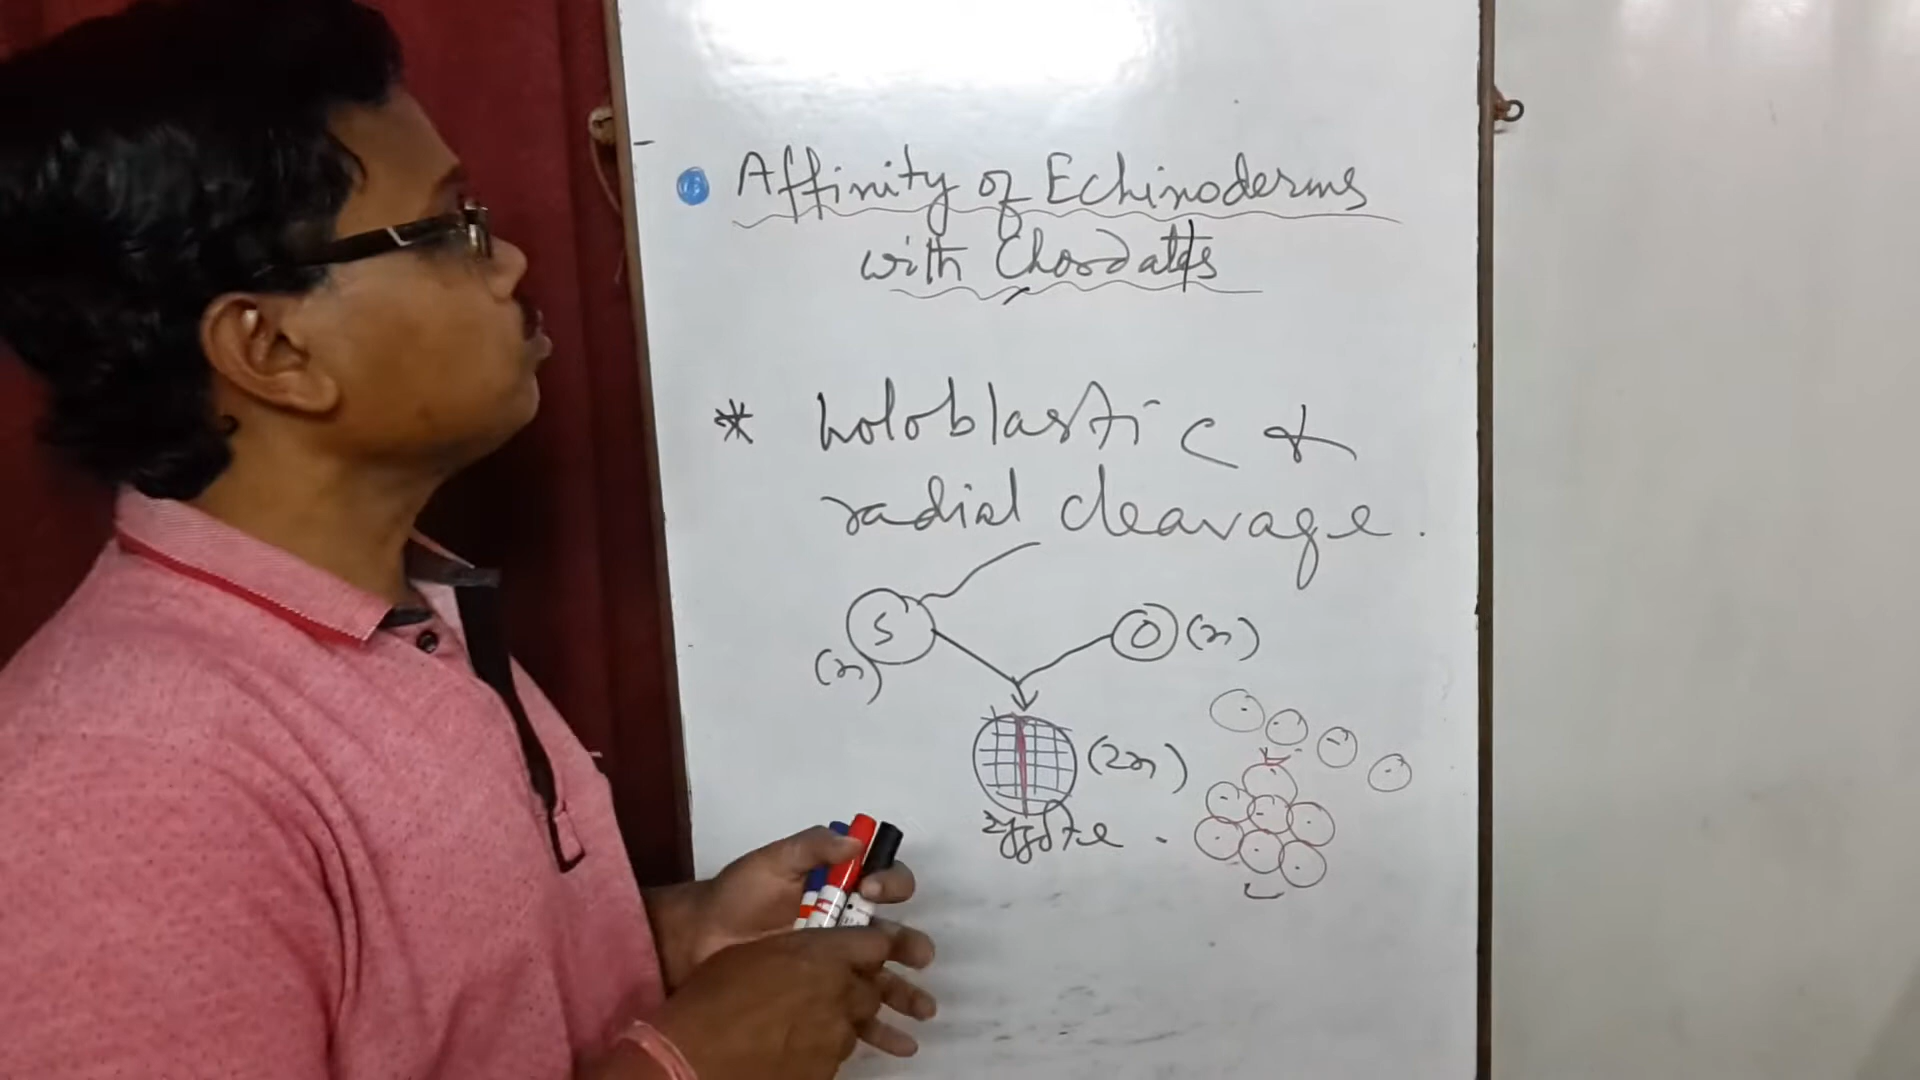 Affinity of Echinoderms
with Chordates
* holoblastic &
radial cleavage.
S
O (n)
(n)
(2n)
zygote